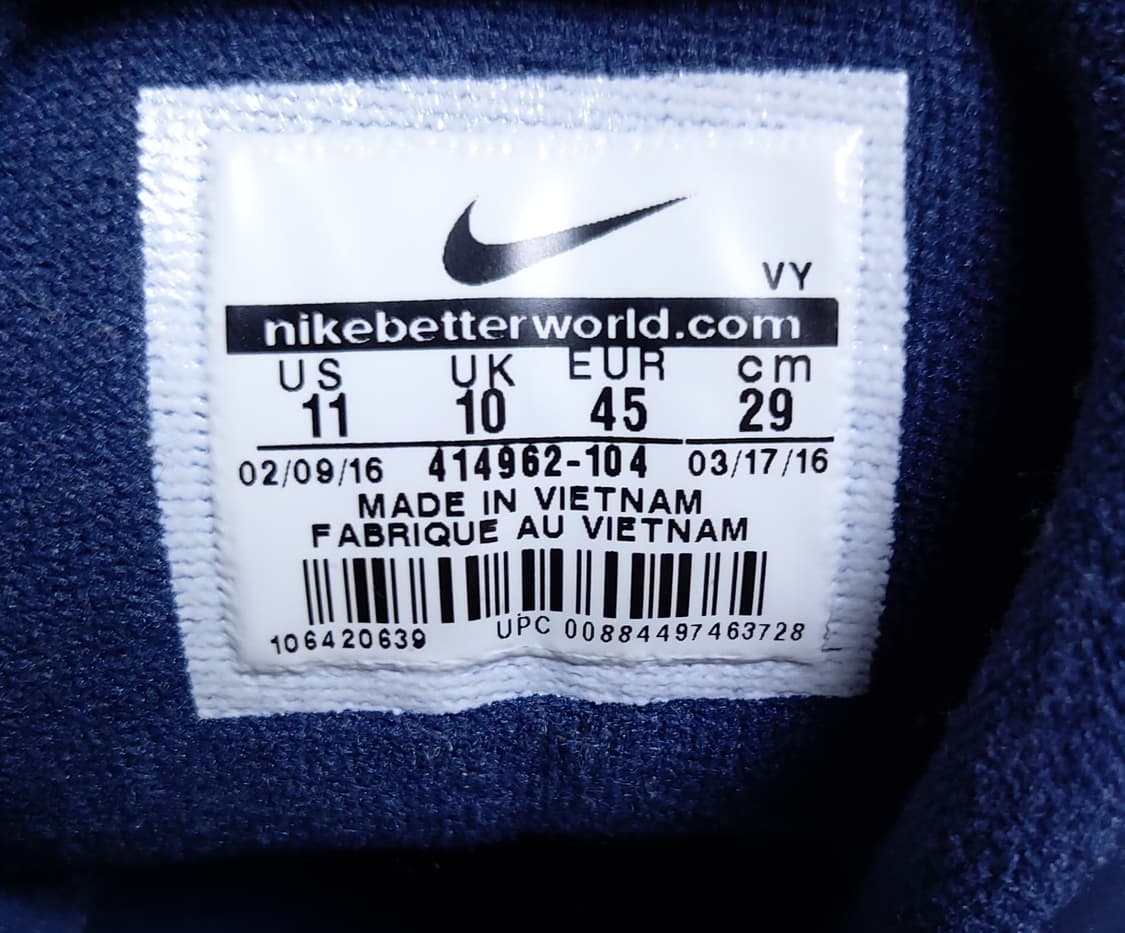 VY
nikebetterworld.com
US UK EUR cm
11 10 45 29
02/09/16 414962-104 03/17/16
MADE IN VIETNAM
FABRIQUE AU VIETNAM
106420639 UPC 00884497463728